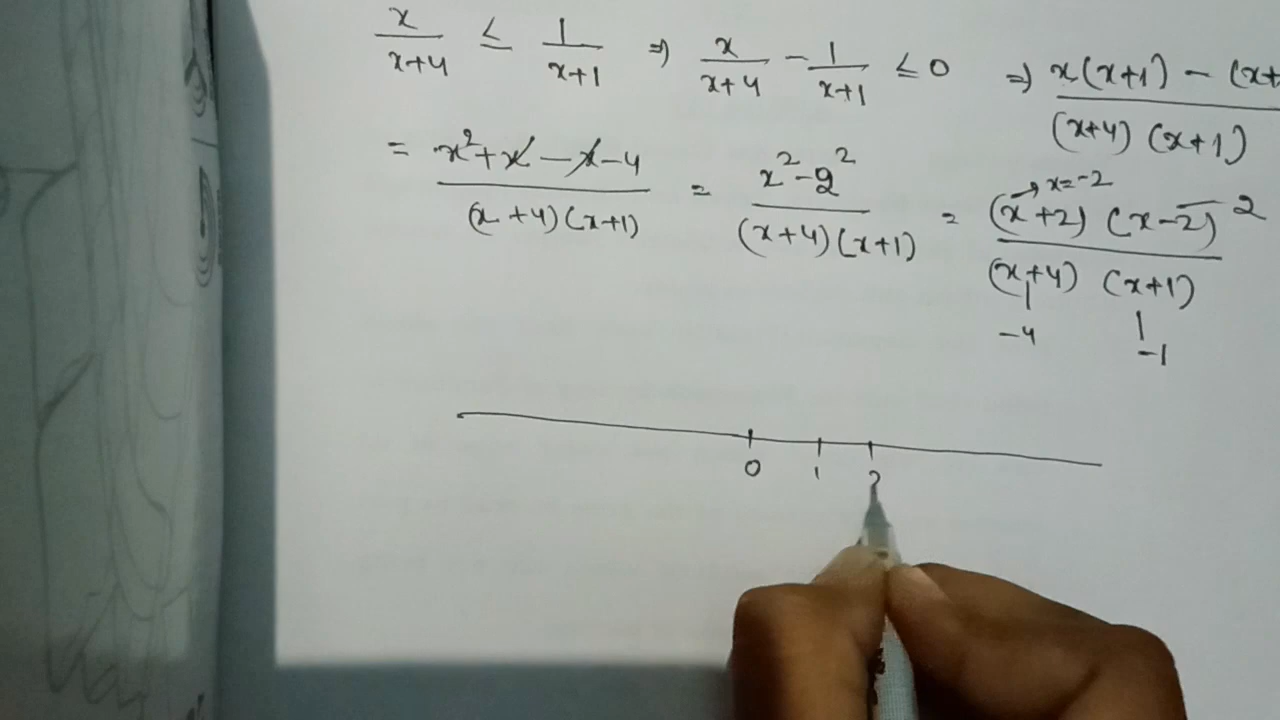 x/(x+4) ≤ 1/(x+1) ⇒ x/(x+4) - 1/(x+1) ≤ 0 ⇒ x(x+1) - (x+ / (x+4)(x+1)
= x²+x-x-4 / (x+4)(x+1) = x²-2² / (x+4)(x+1) = (x+2)(x-2) / (x+4)(x+1)
→ x=-2
2
-4 -1
0 1 2